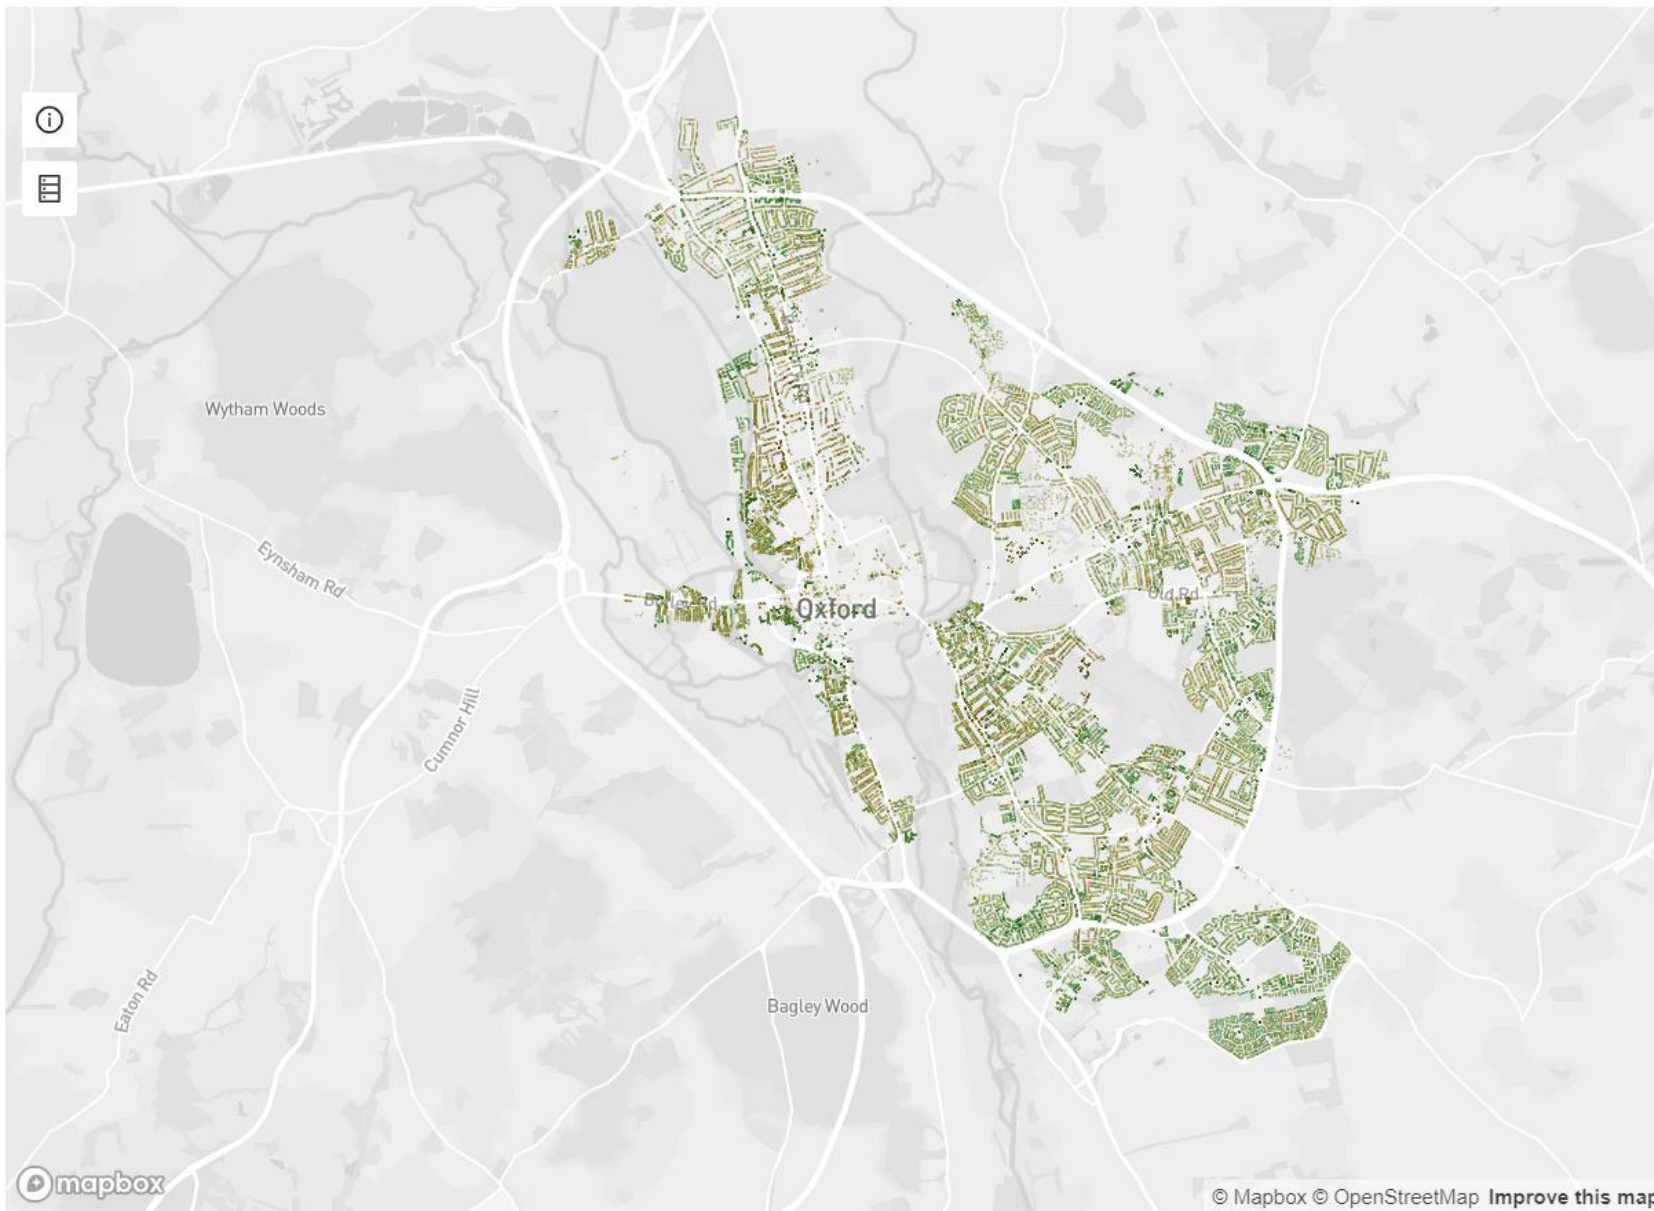 Wytham Woods
Eynsham Rd
Oxford
Old Rd
Cumnor Hill
Eaton Rd
Bagley Wood
mapbox
© Mapbox © OpenStreetMap Improve this map